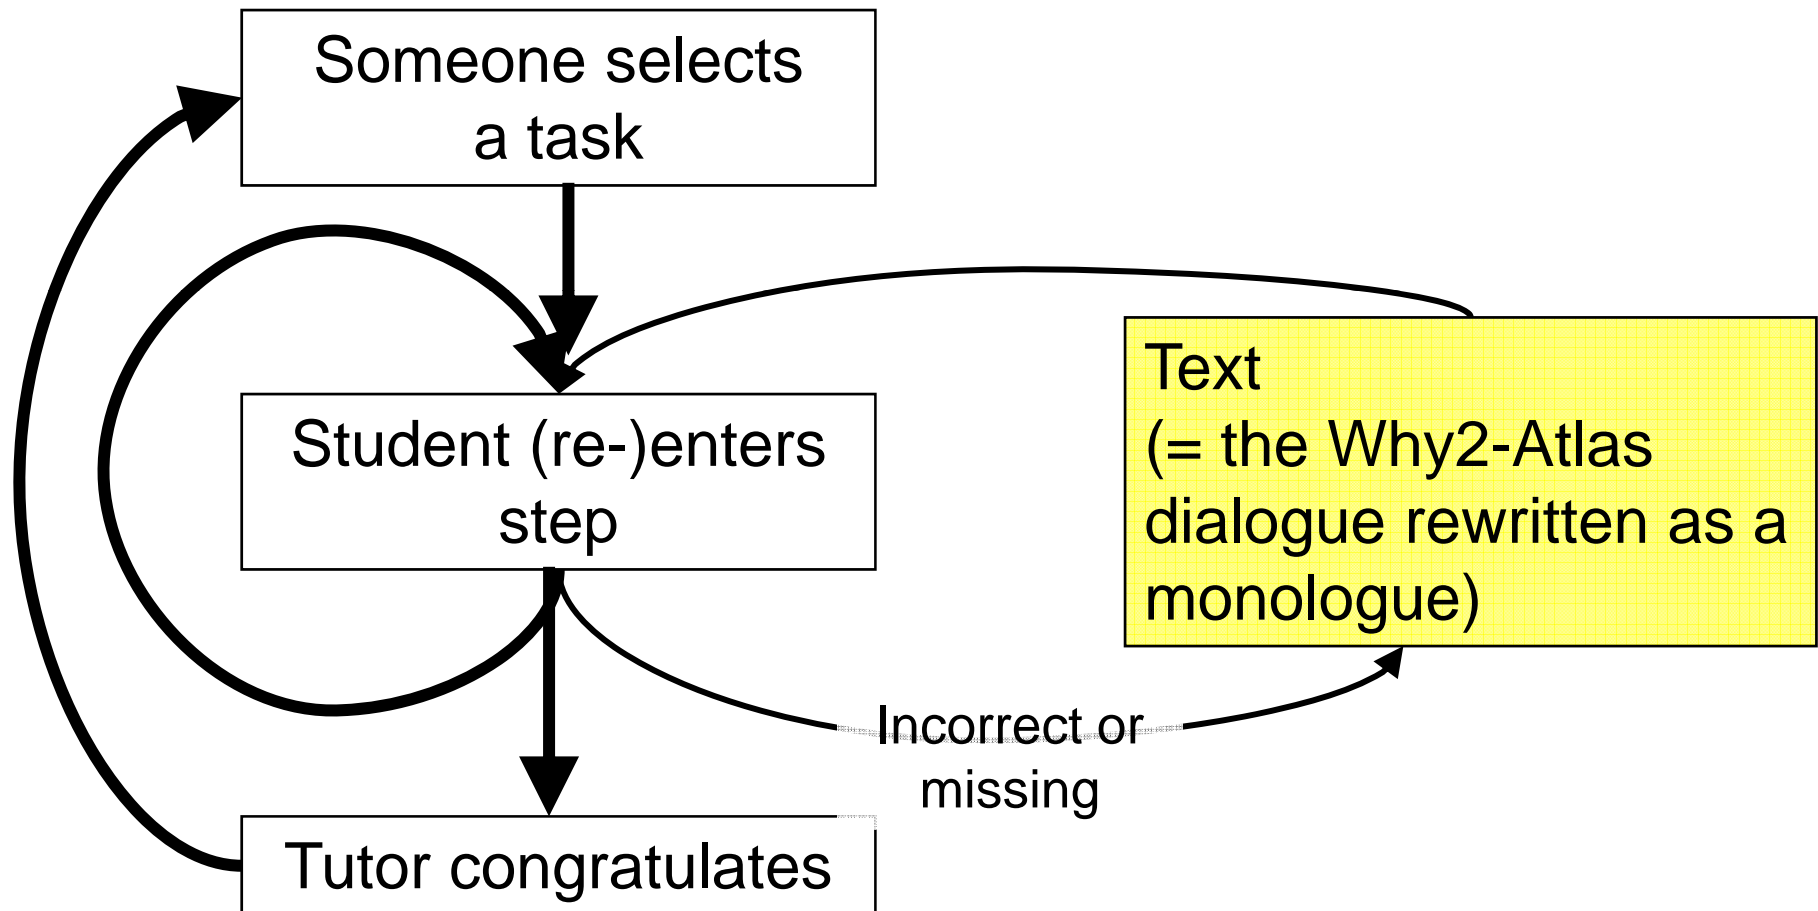 Someone selects
a task
Student (re-)enters
step
Text
(= the Why2-Atlas
dialogue rewritten as a
monologue)
Incorrect or
missing
Tutor congratulates